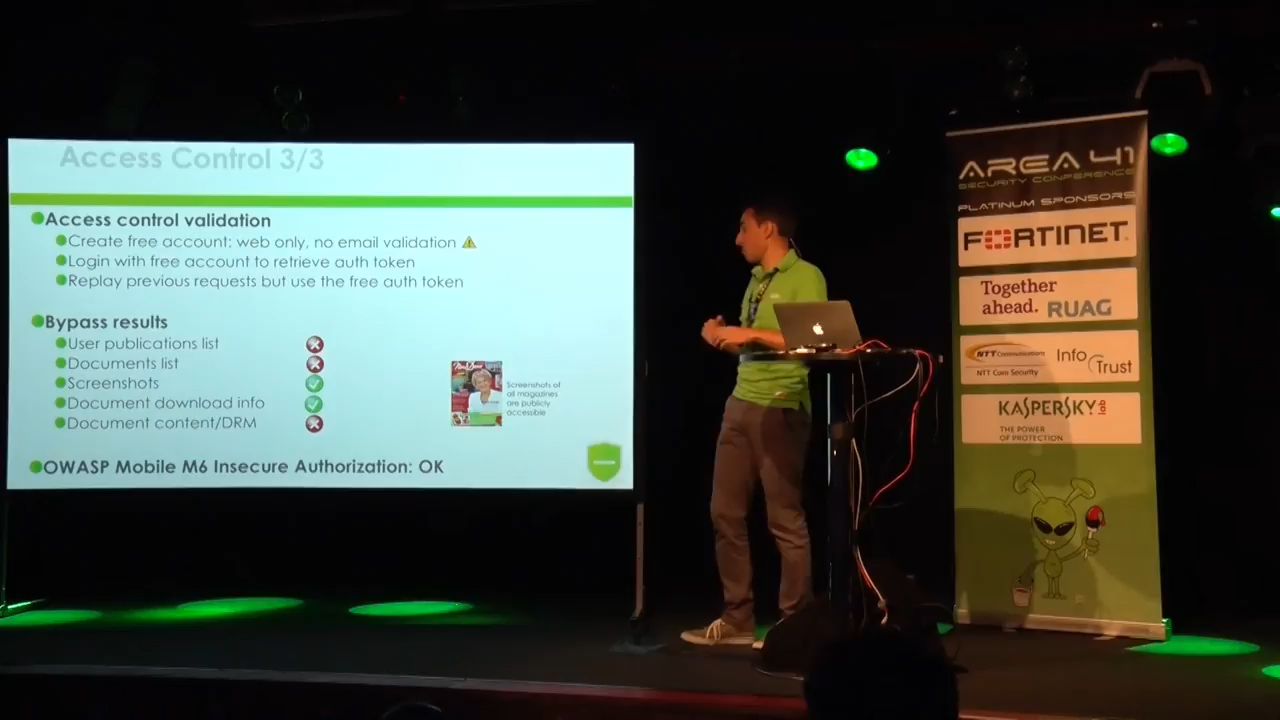 Access Control 3/3
Access control validation
Create free account: web only, no email validation
Login with free account to retrieve auth token
Replay previous requests but use the free auth token
Bypass results
User publications list
Documents list
Screenshots
Document download info
Document content/DRM
Screenshots of
all magazines
are publicly
accessible
OWASP Mobile M6 Insecure Authorization: OK
AREA 41
SECURITY CONFERENCE
PLATINUM SPONSORS
FORTINET
Together
ahead. RUAG
NTT Communications
NTT Com Security
Info
Trust
KASPERSKY lab
THE POWER
OF PROTECTION